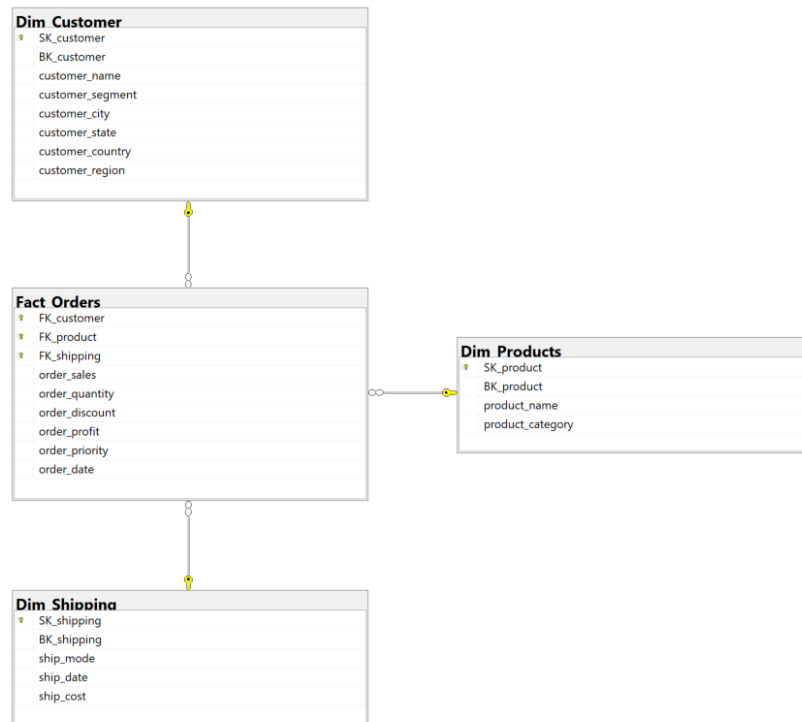 Dim Customer
SK_customer
BK_customer
customer_name
customer_segment
customer_city
customer_state
customer_country
customer_region
Fact Orders
FK_customer
FK_product
FK_shipping
order_sales
order_quantity
order_discount
order_profit
order_priority
order_date
Dim Products
SK_product
BK_product
product_name
product_category
Dim Shipping
SK_shipping
BK_shipping
ship_mode
ship_date
ship_cost